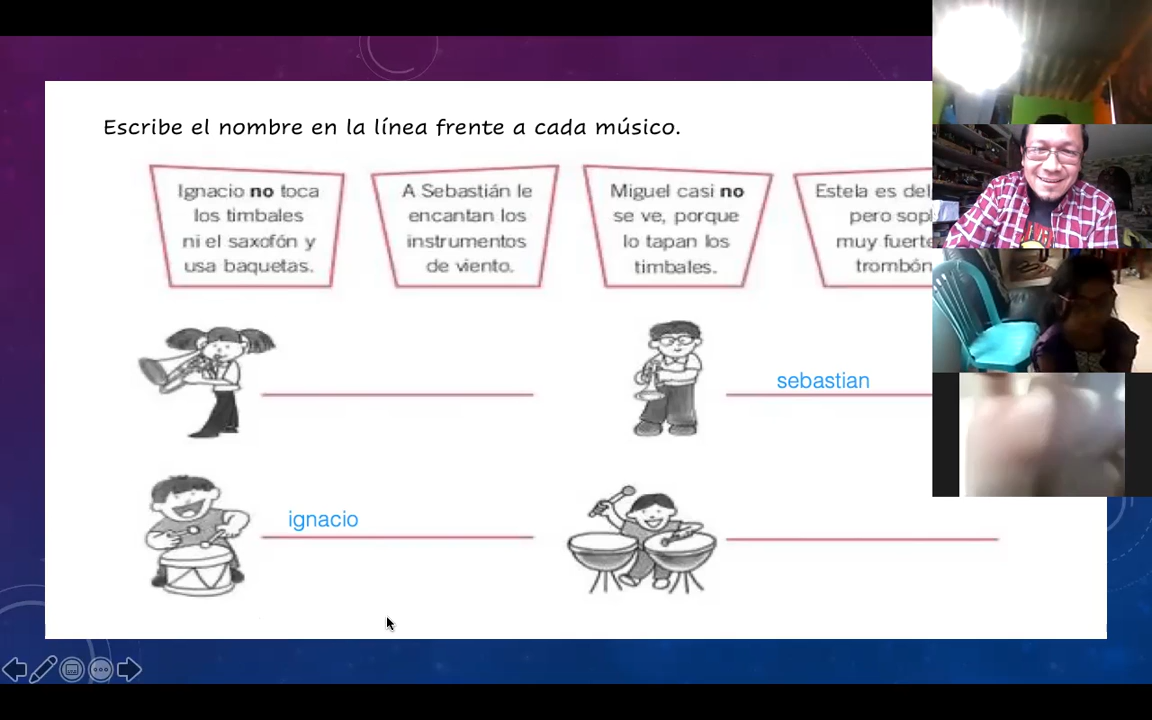 Escribe el nombre en la línea frente a cada músico.
Ignacio no toca
los timbales
ni el saxofón y
usa baquetas.
A Sebastián le
encantan los
instrumentos
de viento.
Miguel casi no
se ve, porque
lo tapan los
timbales.
Estela es del
pero sopl
muy fuerte
trombón
sebastian
ignacio